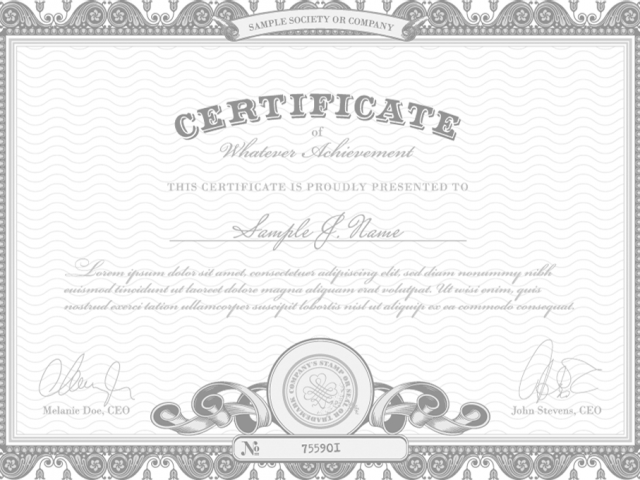 SAMPLE SOCIETY OR COMPANY
CERTIFICATE
of
Whatever Achievement
THIS CERTIFICATE IS PROUDLY PRESENTED TO
Sample J. Name
Lorem ipsum dolor sit amet, consectetuer adipiscing elit, sed diam nonummy nibh
euismod tincidunt ut laoreet dolore magna aliquam erat volutpat. Ut wisi enim, quis
nostrud exerci tation ullamcorper suscipit lobortis nisl ut aliquip ex ea commodo consequat.
COMPANY'S STAMP OR SEAL OR TRADEMARK
Melanie Doe, CEO
John Stevens, CEO
№ 75590I